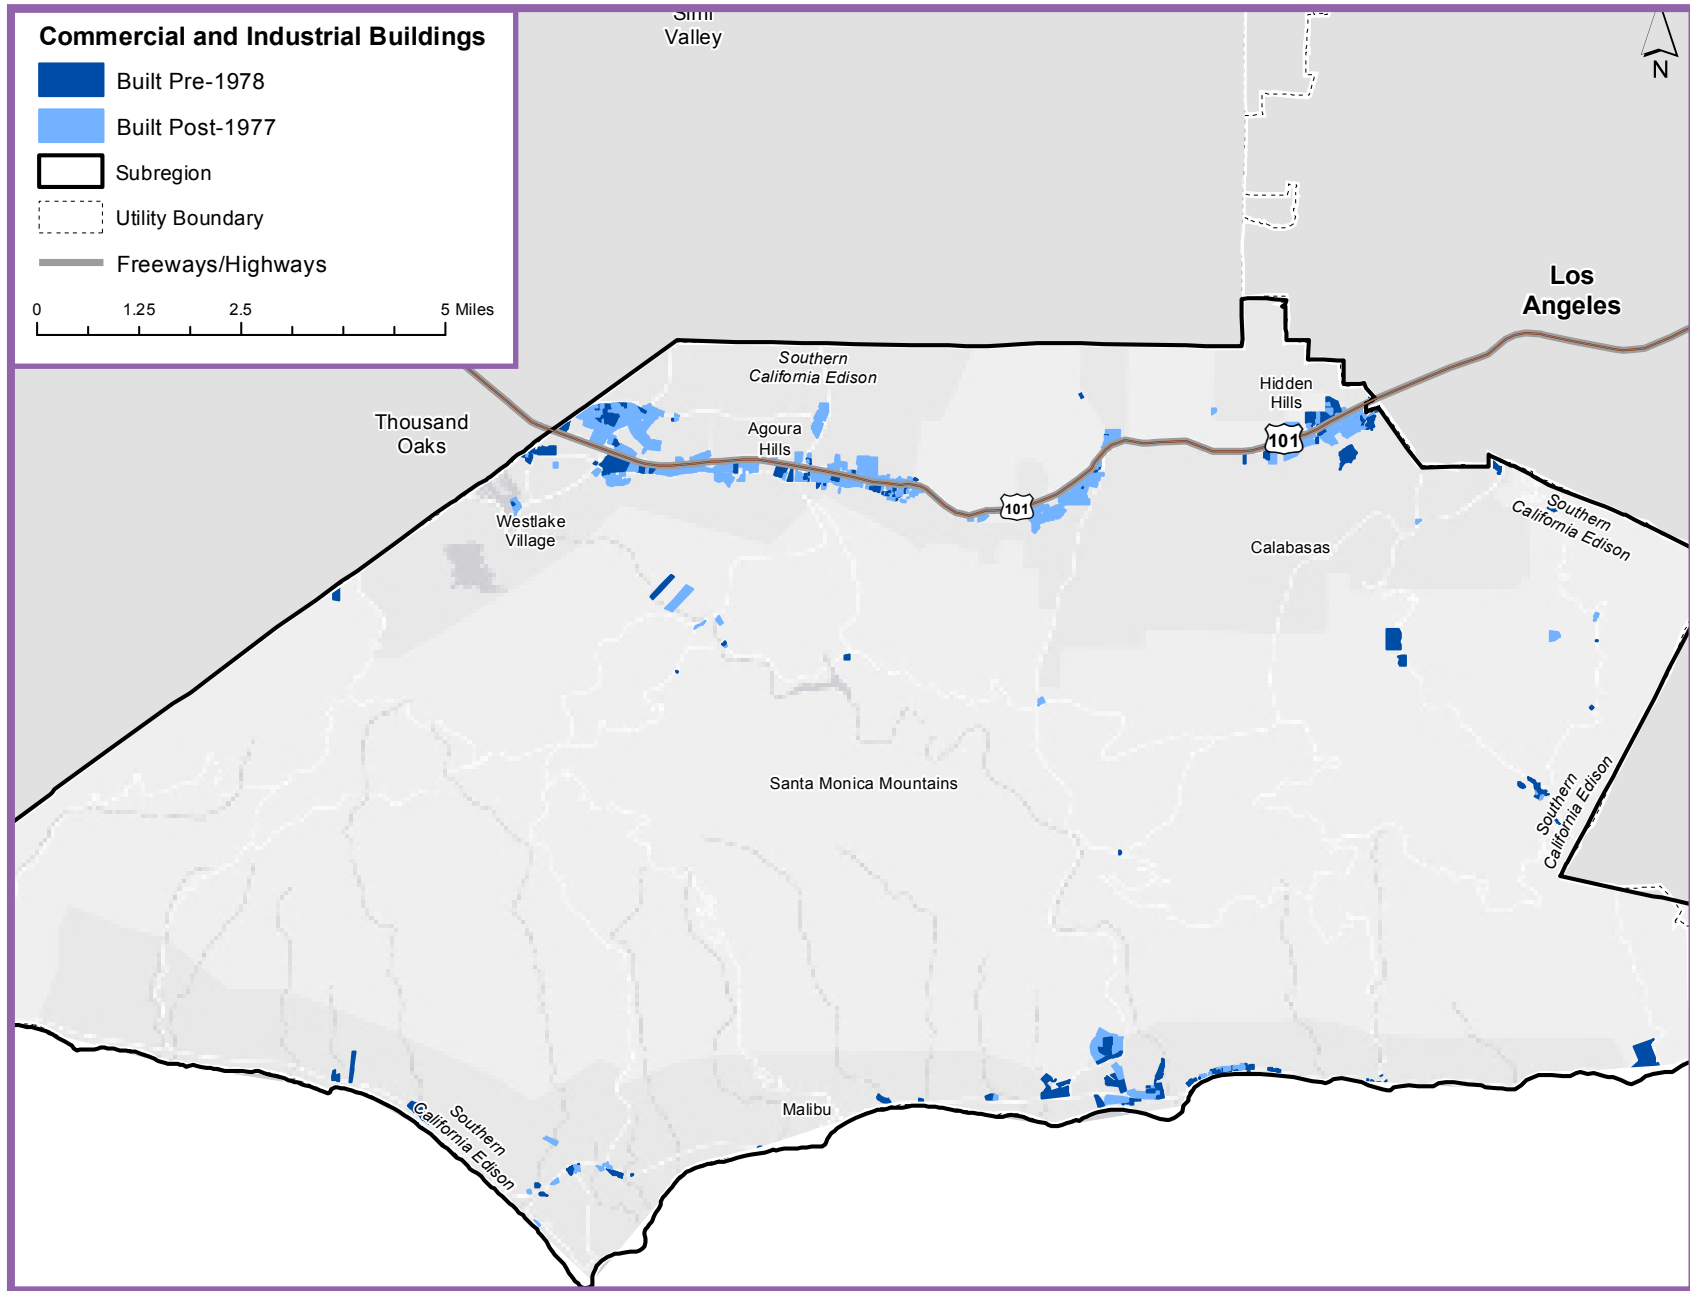 Commercial and Industrial Buildings
Built Pre-1978
Built Post-1977
Subregion
Utility Boundary
Freeways/Highways
0 1.25 2.5 5 Miles
Simi
Valley
N
Los
Angeles
Southern
California Edison
Hidden
Hills
Thousand
Oaks
Agoura
Hills
101
101
Westlake
Village
Southern
California Edison
Calabasas
Santa Monica Mountains
Southern
California Edison
Malibu
Southern
California Edison